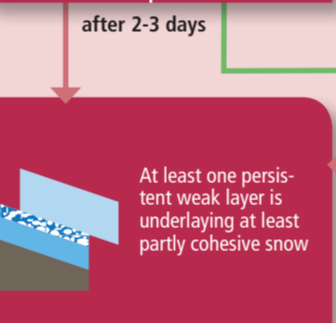 after 2-3 days
At least one persis-
tent weak layer is
underlaying at least
partly cohesive snow